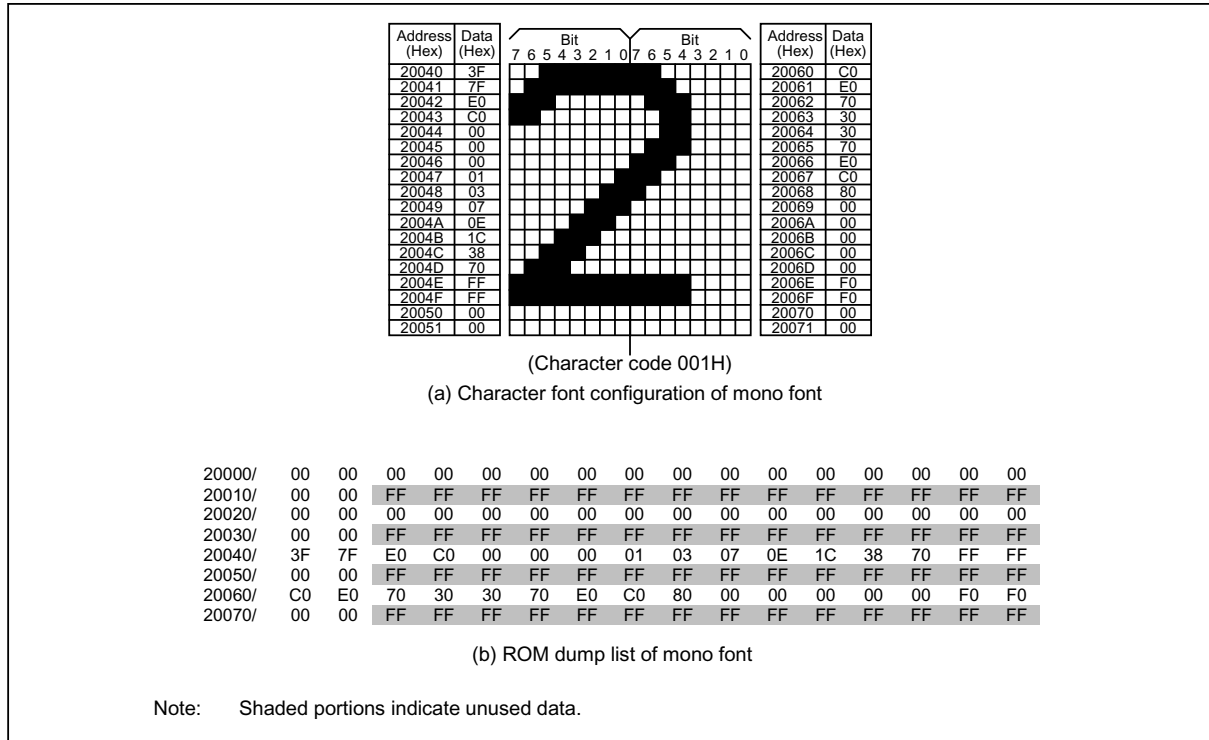 Address Data Bit Bit Address Data
(Hex) (Hex) 7 6 5 4 3 2 1 0 7 6 5 4 3 2 1 0 (Hex) (Hex)
20040 3F 20060 C0
20041 7F 20061 E0
20042 E0 20062 70
20043 C0 20063 30
20044 00 20064 30
20045 00 20065 70
20046 00 20066 E0
20047 01 20067 C0
20048 03 20068 80
20049 07 20069 00
2004A 0E 2006A 00
2004B 1C 2006B 00
2004C 38 2006C 00
2004D 70 2006D 00
2004E FF 2006E F0
2004F FF 2006F F0
20050 00 20070 00
20051 00 20071 00
(Character code 001H)
(a) Character font configuration of mono font
20000/ 00 00 00 00 00 00 00 00 00 00 00 00 00 00 00 00
20010/ 00 00 FF FF FF FF FF FF FF FF FF FF FF FF FF FF
20020/ 00 00 00 00 00 00 00 00 00 00 00 00 00 00 00 00
20030/ 00 00 FF FF FF FF FF FF FF FF FF FF FF FF FF FF
20040/ 3F 7F E0 C0 00 00 00 01 03 07 0E 1C 38 70 FF FF
20050/ 00 00 FF FF FF FF FF FF FF FF FF FF FF FF FF FF
20060/ C0 E0 70 30 30 70 E0 C0 80 00 00 00 00 00 F0 F0
20070/ 00 00 FF FF FF FF FF FF FF FF FF FF FF FF FF FF
(b) ROM dump list of mono font
Note: Shaded portions indicate unused data.